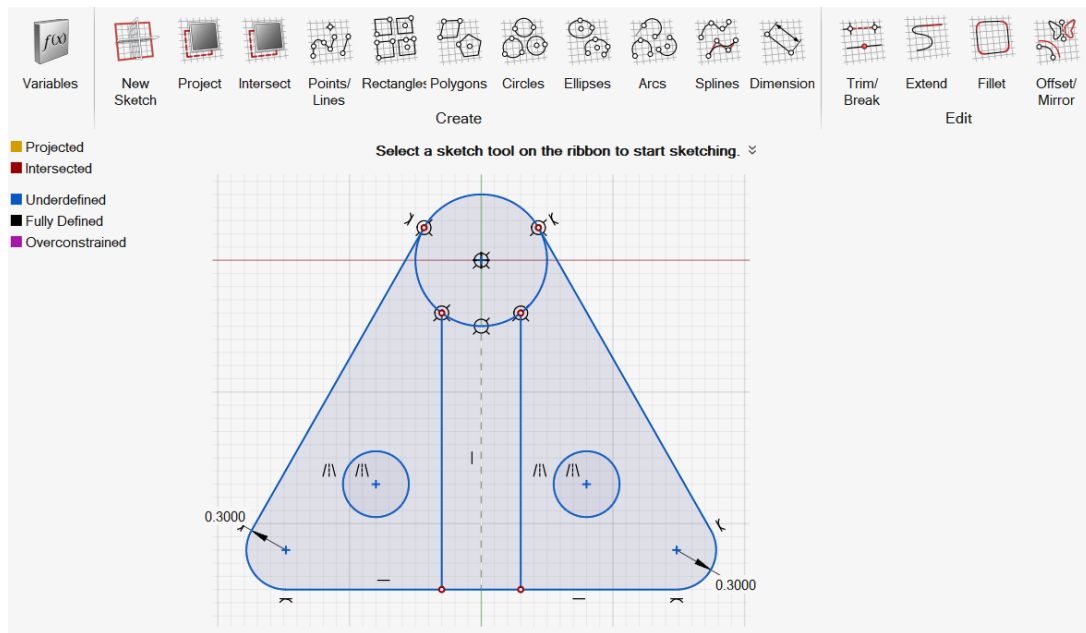 f(x)
Variables
New
Sketch
Project
Intersect
Points/
Lines
Rectangles
Polygons
Circles
Ellipses
Arcs
Splines
Dimension
Create
Trim/
Break
Extend
Fillet
Offset/
Mirror
Edit
Projected
Intersected
Underdefined
Fully Defined
Overconstrained
Select a sketch tool on the ribbon to start sketching.
0.3000
0.3000